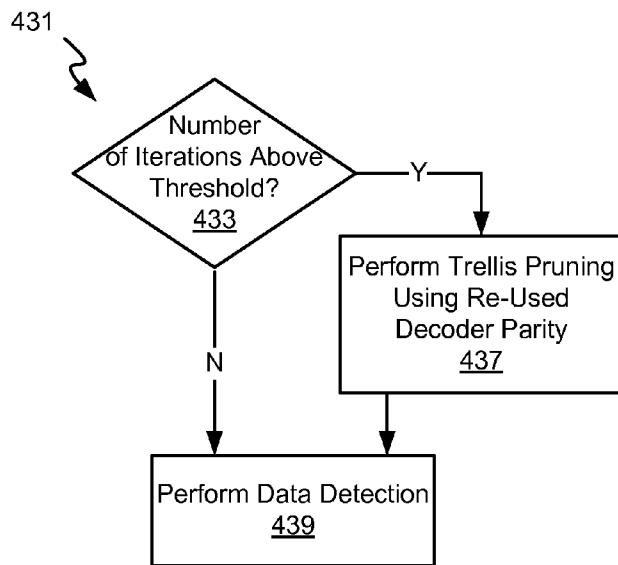 431
Number
of Iterations Above
Threshold?
433
Y
Perform Trellis Pruning
Using Re-Used
Decoder Parity
437
N
Perform Data Detection
439